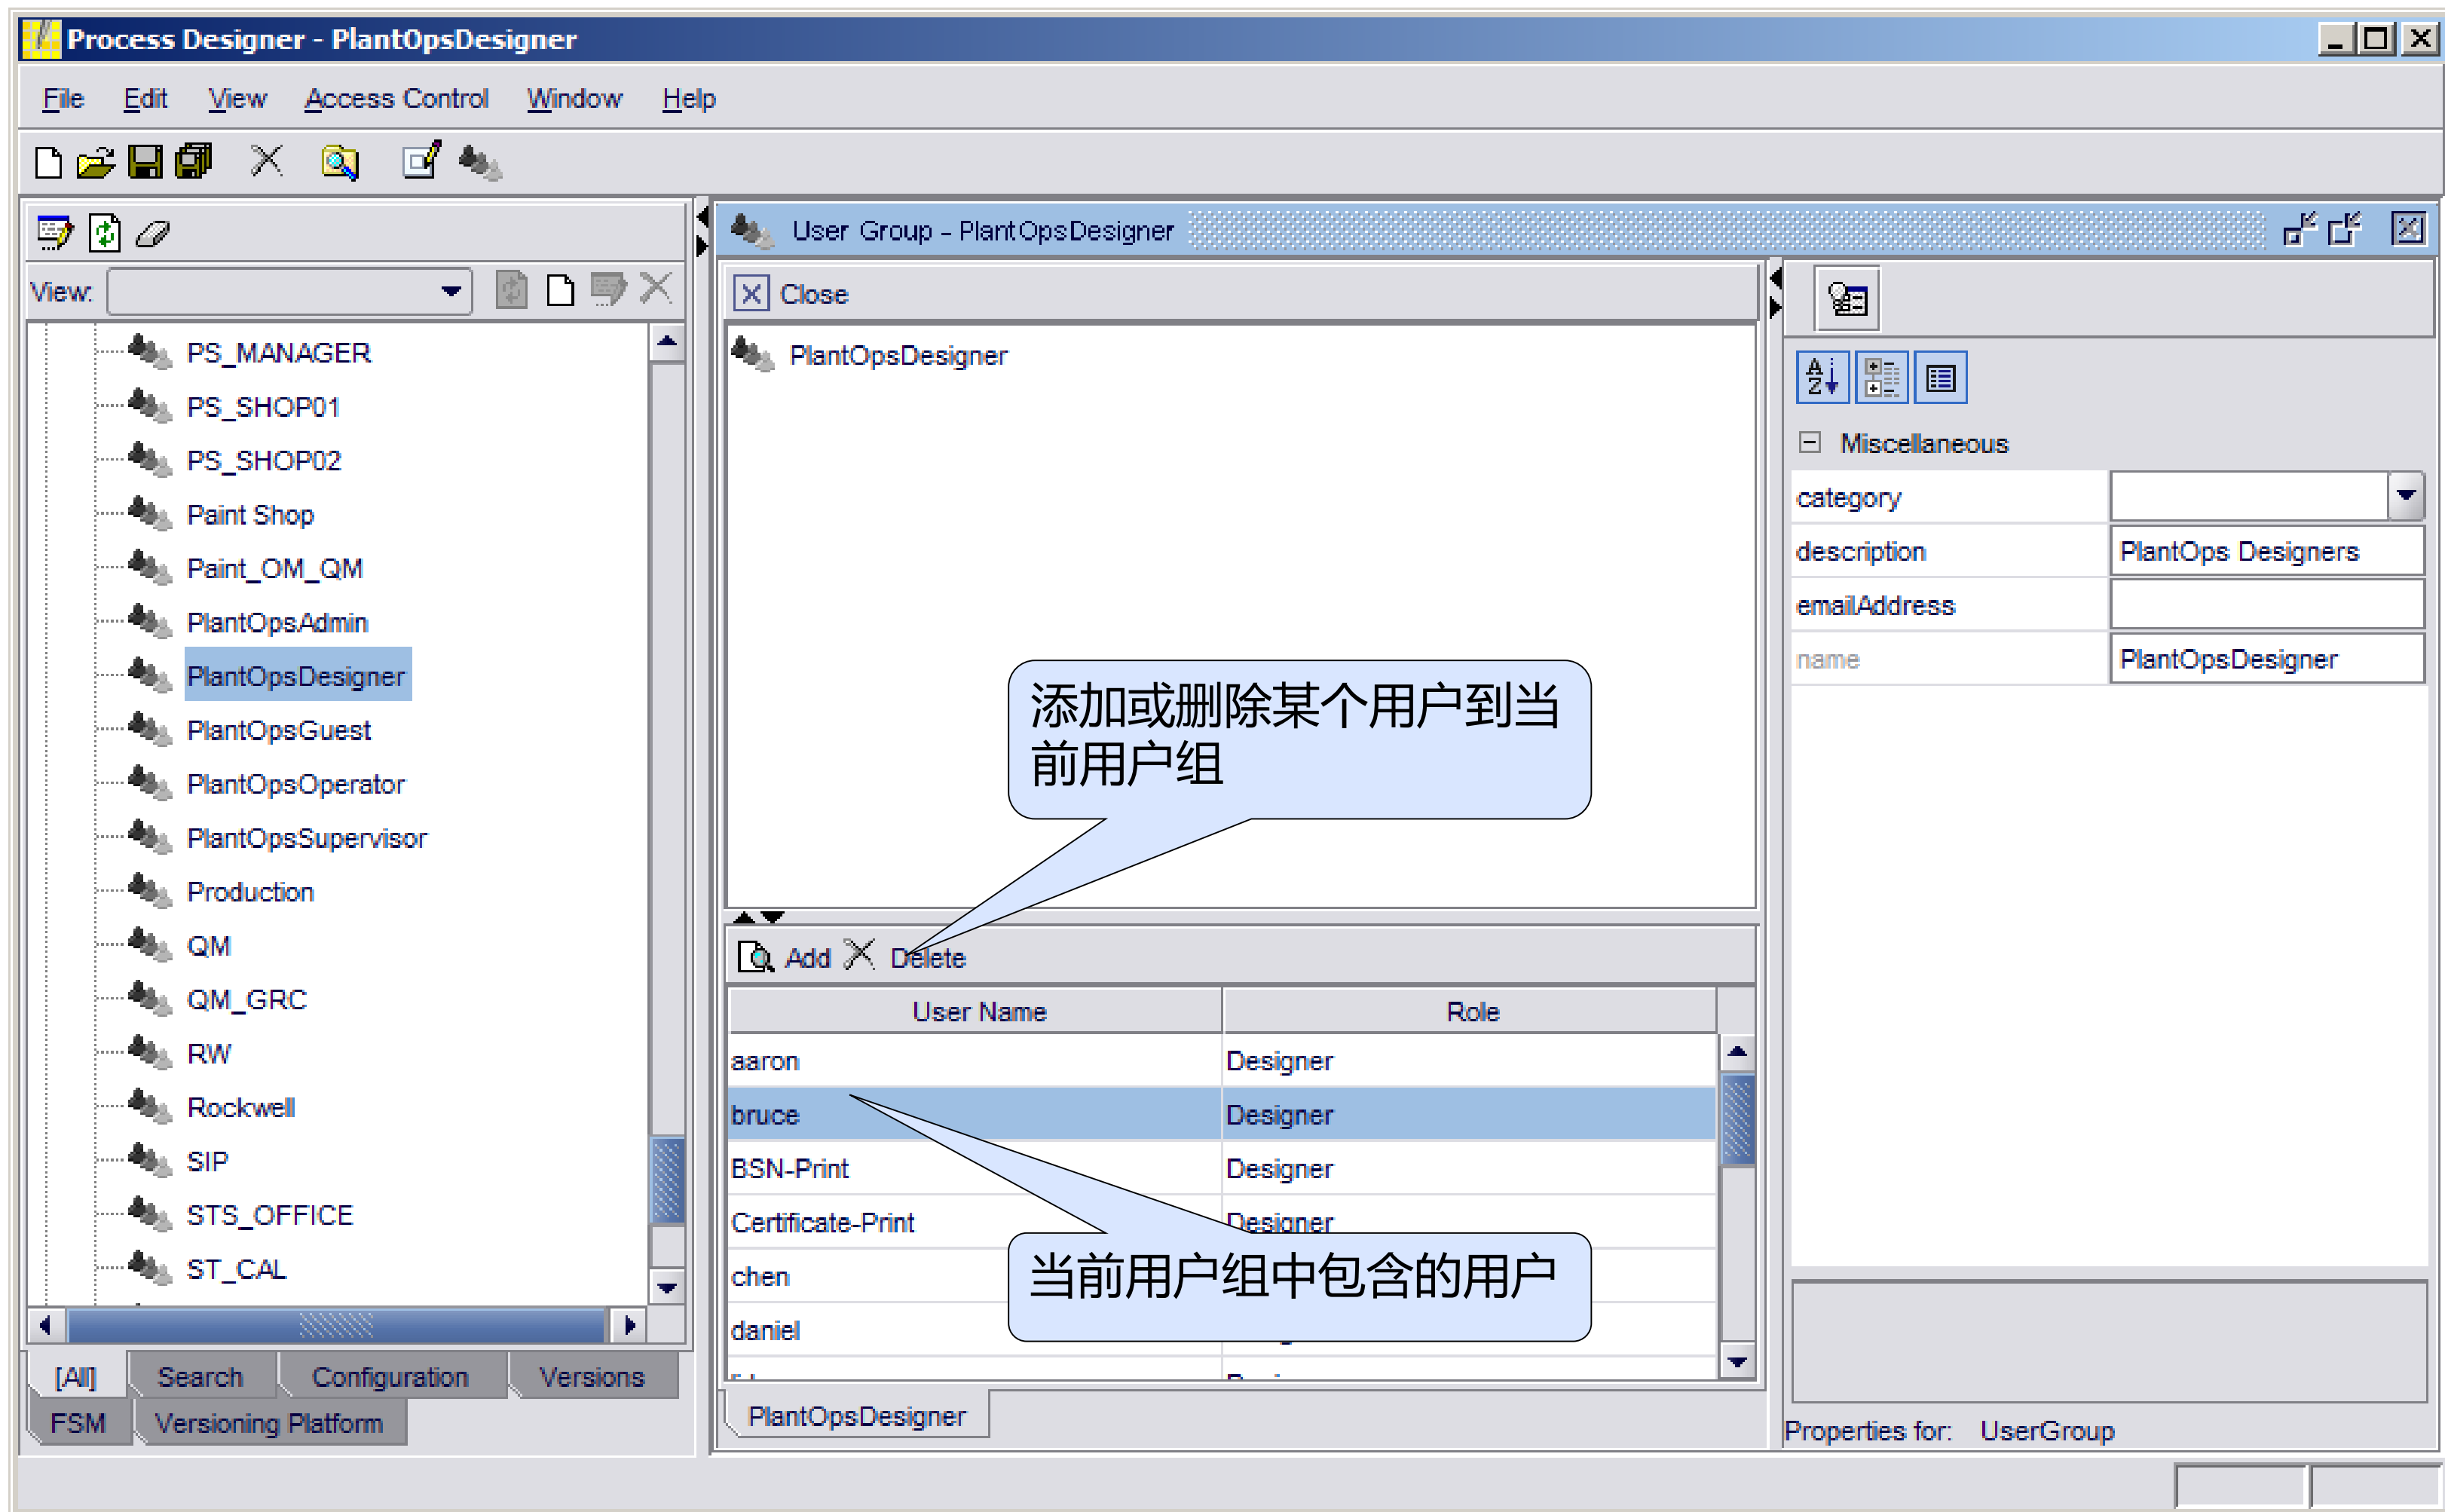 Process Designer - PlantOpsDesigner
File Edit View Access Control Window Help
View:
PS_MANAGER
PS_SHOP01
PS_SHOP02
Paint Shop
Paint_OM_QM
PlantOpsAdmin
PlantOpsDesigner
PlantOpsGuest
PlantOpsOperator
PlantOpsSupervisor
Production
QM
QM_GRC
RW
Rockwell
SIP
STS_OFFICE
ST_CAL
[All] Search Configuration Versions
FSM Versioning Platform
User Group - PlantOpsDesigner
Close
PlantOpsDesigner
添加或删除某个用户到当
前用户组
Add Delete
User Name Role
aaron Designer
bruce Designer
BSN-Print Designer
Certificate-Print Designer
chen
daniel
当前用户组中包含的用户
PlantOpsDesigner
Miscellaneous
category
description PlantOps Designers
emailAddress
name PlantOpsDesigner
Properties for: UserGroup